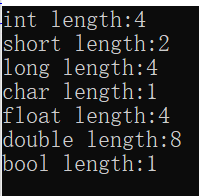 int length:4
short length:2
long length:4
char length:1
float length:4
double length:8
bool length:1